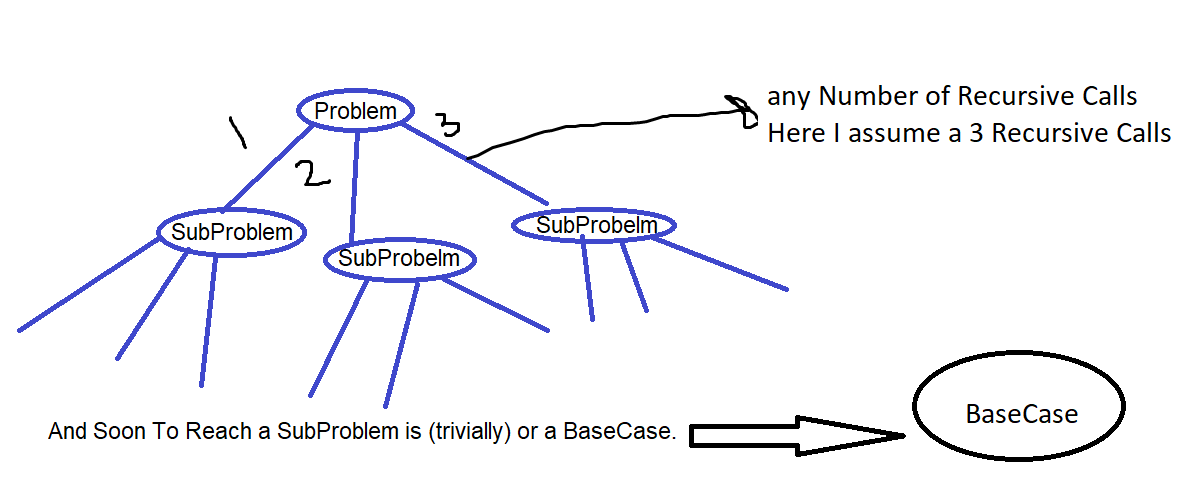 Problem
1
2
3
any Number of Recursive Calls
Here I assume a 3 Recursive Calls
SubProblem
SubProbelm
SubProbelm
And Soon To Reach a SubProblem is (trivially) or a BaseCase.
BaseCase